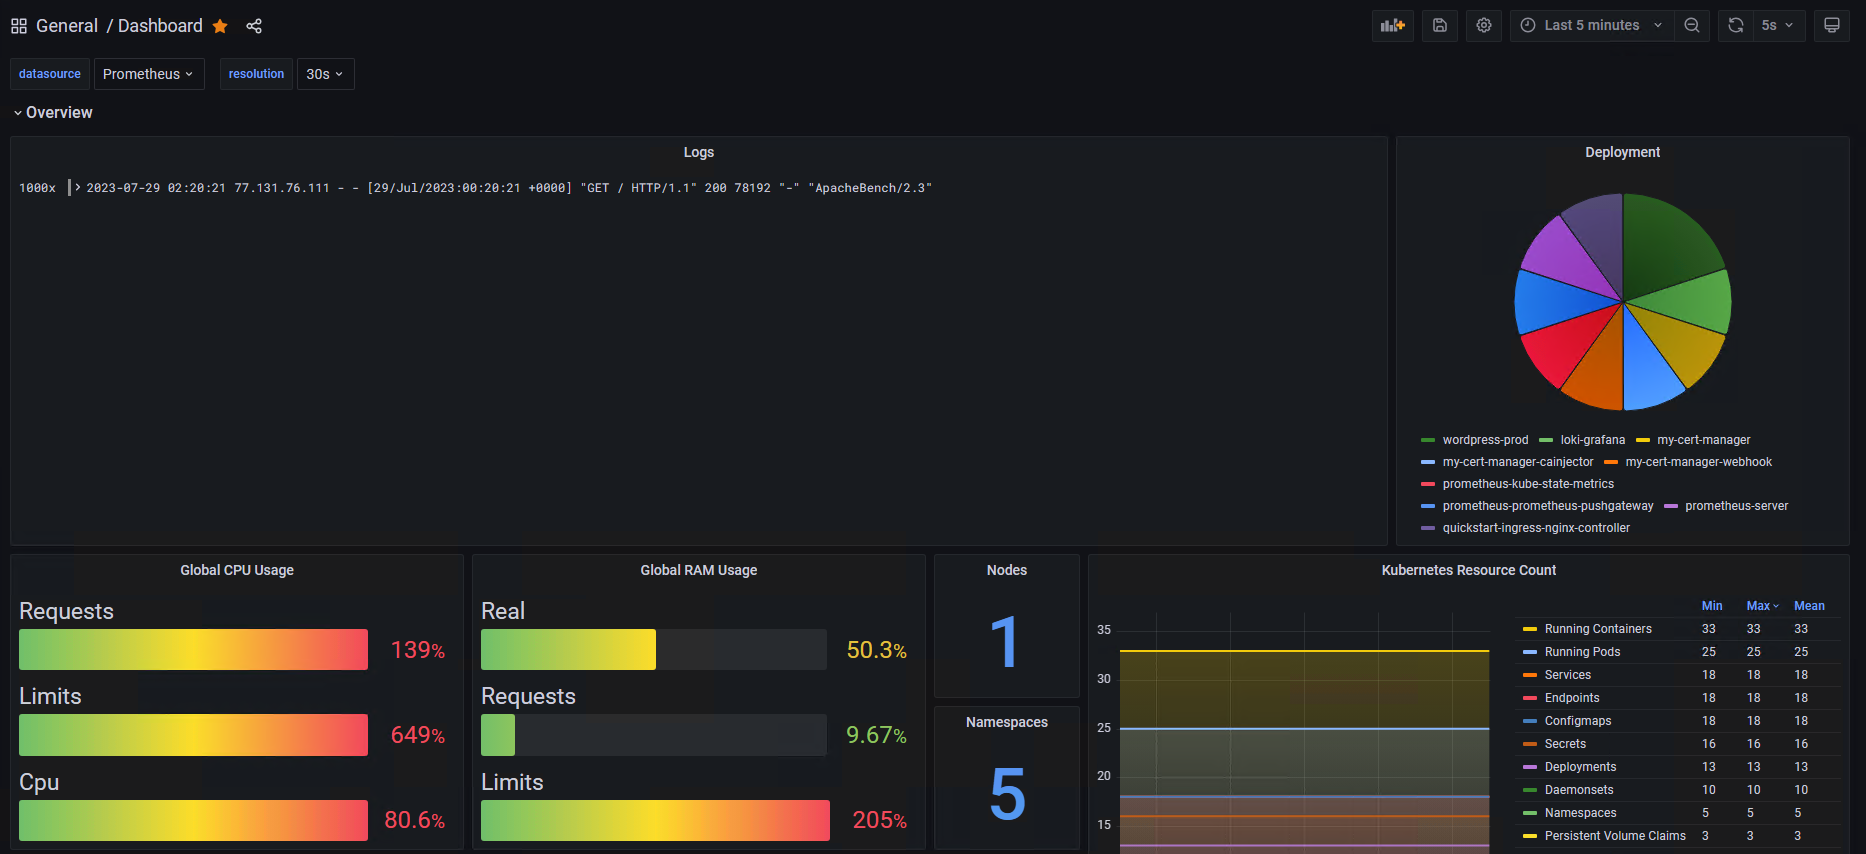 General / Dashboard
Last 5 minutes
5s
datasource Prometheus resolution 30s
Overview
Logs
1000x 2023-07-29 02:20:21 77.131.76.111 - - [29/Jul/2023:00:20:21 +0000] "GET / HTTP/1.1" 200 78192 "-" "ApacheBench/2.3"
Deployment
wordpress-prod loki-grafana my-cert-manager
my-cert-manager-cainjector my-cert-manager-webhook
prometheus-kube-state-metrics
prometheus-prometheus-pushgateway prometheus-server
quickstart-ingress-nginx-controller
Global CPU Usage
Requests
139%
Limits
649%
Cpu
80.6%
Global RAM Usage
Real
50.3%
Requests
9.67%
Limits
205%
Nodes
1
Namespaces
5
Kubernetes Resource Count
35
30
25
20
15
Min Max Mean
Running Containers 33 33 33
Running Pods 25 25 25
Services 18 18 18
Endpoints 18 18 18
Configmaps 18 18 18
Secrets 16 16 16
Deployments 13 13 13
Daemonsets 10 10 10
Namespaces 5 5 5
Persistent Volume Claims 3 3 3